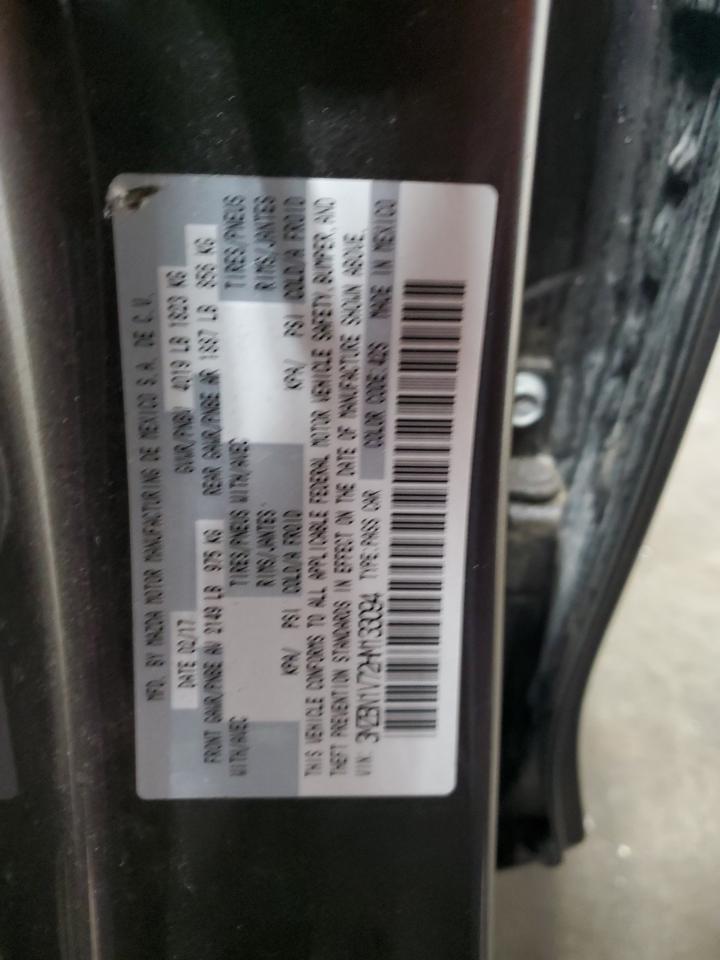 MFD. BY MAZDA MOTOR MANUFACTURING DE MEXICO S.A. DE C.V.
DATE 02/17 GVWR/PNBV 4019 LB 1823 KG
FRONT GAWR/PNBE AV 2149 LB 975 KG REAR GAWR/PNBE AR 1887 LB 856 KG
WITH/AVEC TIRES/PNEUS WITH/AVEC TIRES/PNEUS
RIMS/JANTES RIMS/JANTES
KPA/ PSI COLD/A FROID KPA/ PSI COLD/A FROID
THIS VEHICLE CONFORMS TO ALL APPLICABLE FEDERAL MOTOR VEHICLE SAFETY, BUMPER, AND
THEFT PREVENTION STANDARDS IN EFFECT ON THE DATE OF MANUFACTURE SHOWN ABOVE.
VIN: 3MZBN1V72HM133094 TYPE: PASS CAR COLOR CODE: 42S MADE IN MEXICO